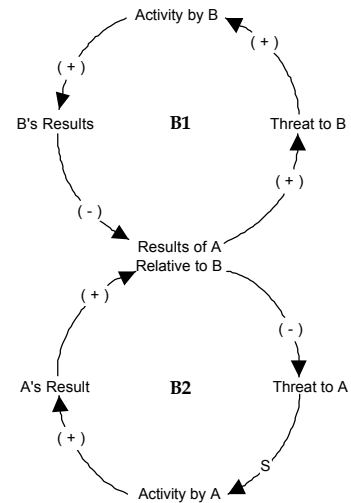 Activity by B
( + )
( + )
B's Results
B1
Threat to B
( + )
( - )
Results of A
Relative to B
( + )
( - )
A's Result
B2
Threat to A
( + )
S
Activity by A